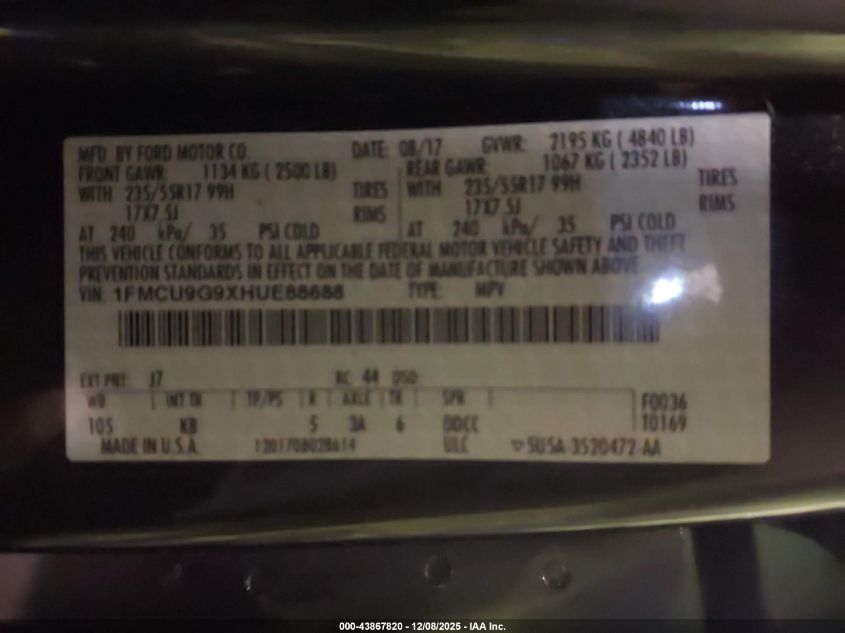 MFD. BY FORD MOTOR CO. DATE: 08/17 GVWR: 2195 KG ( 4840 LB)
FRONT GAWR: 1134 KG ( 2500 LB) REAR GAWR: 1067 KG ( 2352 LB)
WITH 235/55R17 99H TIRES WITH 235/55R17 99H TIRES
17X7.5J RIMS 17X7.5J RIMS
AT 240 kPa/ 35 PSI COLD AT 240 kPa/ 35 PSI COLD
THIS VEHICLE CONFORMS TO ALL APPLICABLE FEDERAL MOTOR VEHICLE SAFETY AND THEFT
PREVENTION STANDARDS IN EFFECT ON THE DATE OF MANUFACTURE SHOWN ABOVE.
VIN: 1FMCU9G9XHUE88688 TYPE: MPV
EXT PNT: J7 RC: 44 DSO:
WB INT TR TP/PS R AXLE TR SPR F0036
105 KB 5 3A 6 DDCC T0169
MADE IN U.S.A. 1201708028614 ULC 5U5A-3520472-AA
000-43867820 - 12/08/2025 - IAA Inc.